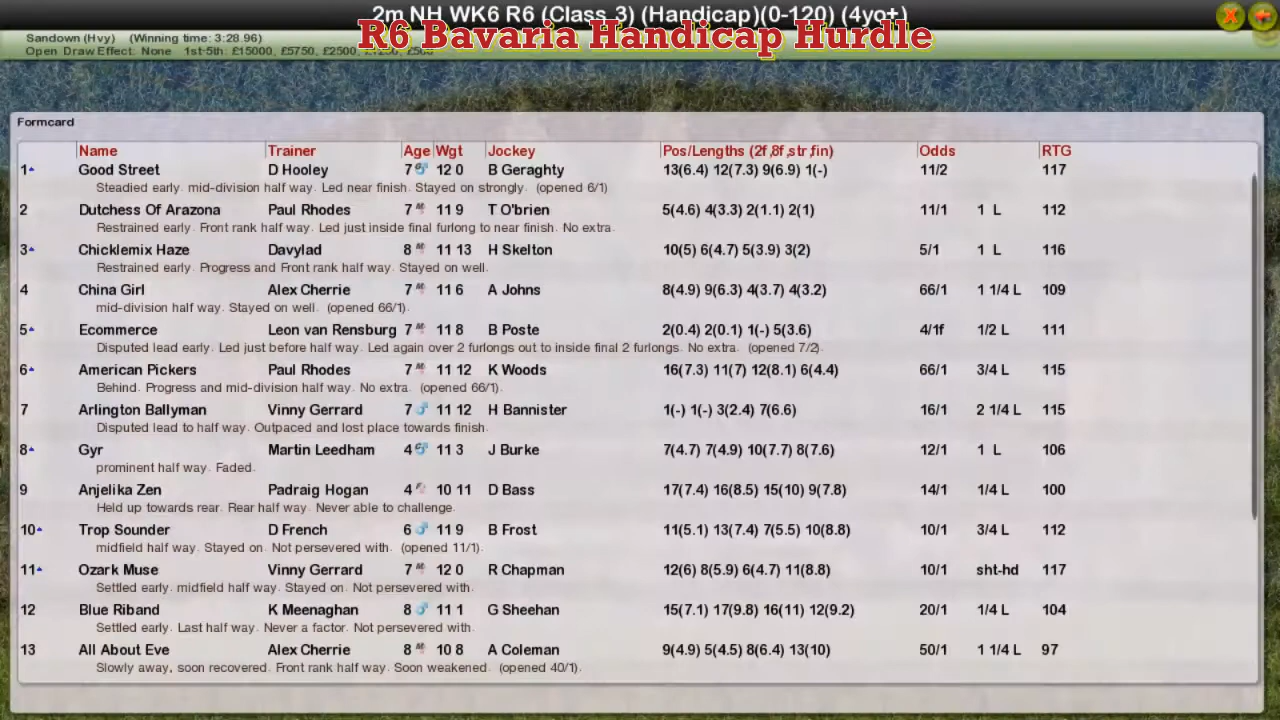 2m NH WK6 R6 (Class 3) (Handicap)(0-120) (4yo+)
R6 Bavaria Handicap Hurdle
Sandown (Hvy) (Winning time: 3:28.96)
Open Draw Effect: None 1st-5th: £15000, £5750, £2500, £1250, £500
Formcard
Name Trainer Age Wgt Jockey Pos/Lengths (2f,8f,str,fin) Odds RTG
1 Good Street D Hooley 7 12 0 B Geraghty 13(6.4) 12(7.3) 9(6.9) 1(-) 11/2 117
Steadied early. mid-division half way. Led near finish. Stayed on strongly. (opened 6/1)
2 Dutchess Of Arazona Paul Rhodes 7 11 9 T O'brien 5(4.6) 4(3.3) 2(1.1) 2(1) 11/1 1 L 112
Restrained early. Front rank half way. Led just inside final furlong to near finish. No extra.
3 Chicklemix Haze Davylad 8 11 13 H Skelton 10(5) 6(4.7) 5(3.9) 3(2) 5/1 1 L 116
Restrained early. Progress and Front rank half way. Stayed on well.
4 China Girl Alex Cherrie 7 11 6 A Johns 8(4.9) 9(6.3) 4(3.7) 4(3.2) 66/1 1 1/4 L 109
mid-division half way. Stayed on well. (opened 66/1).
5 Ecommerce Leon van Rensburg 7 11 8 B Poste 2(0.4) 2(0.1) 1(-) 5(3.6) 4/1f 1/2 L 111
Disputed lead early. Led just before half way. Led again over 2 furlongs out to inside final 2 furlongs. No extra. (opened 7/2).
6 American Pickers Paul Rhodes 7 11 12 K Woods 16(7.3) 11(7) 12(8.1) 6(4.4) 66/1 3/4 L 115
Behind. Progress and mid-division half way. No extra. (opened 66/1).
7 Arlington Ballyman Vinny Gerrard 7 11 12 H Bannister 1(-) 1(-) 3(2.4) 7(6.6) 16/1 2 1/4 L 115
Disputed lead to half way. Outpaced and lost place towards finish.
8 Gyr Martin Leedham 4 11 3 J Burke 7(4.7) 7(4.9) 10(7.7) 8(7.6) 12/1 1 L 106
prominent half way. Faded.
9 Anjelika Zen Padraig Hogan 4 10 11 D Bass 17(7.4) 16(8.5) 15(10) 9(7.8) 14/1 1/4 L 100
Held up towards rear. Rear half way. Never able to challenge.
10 Trop Sounder D French 6 11 9 B Frost 11(5.1) 13(7.4) 7(5.5) 10(8.8) 10/1 3/4 L 112
midfield half way. Stayed on. Not persevered with. (opened 11/1).
11 Ozark Muse Vinny Gerrard 7 12 0 R Chapman 12(6) 8(5.9) 6(4.7) 11(8.8) 10/1 sht-hd 117
Settled early. midfield half way. Stayed on. Not persevered with.
12 Blue Riband K Meenaghan 8 11 1 G Sheehan 15(7.1) 17(9.8) 16(11) 12(9.2) 20/1 1/4 L 104
Settled early. Last half way. Never a factor. Not persevered with.
13 All About Eve Alex Cherrie 8 10 8 A Coleman 9(4.9) 5(4.5) 8(6.4) 13(10) 50/1 1 1/4 L 97
Slowly away, soon recovered. Front rank half way. Soon weakened. (opened 40/1).